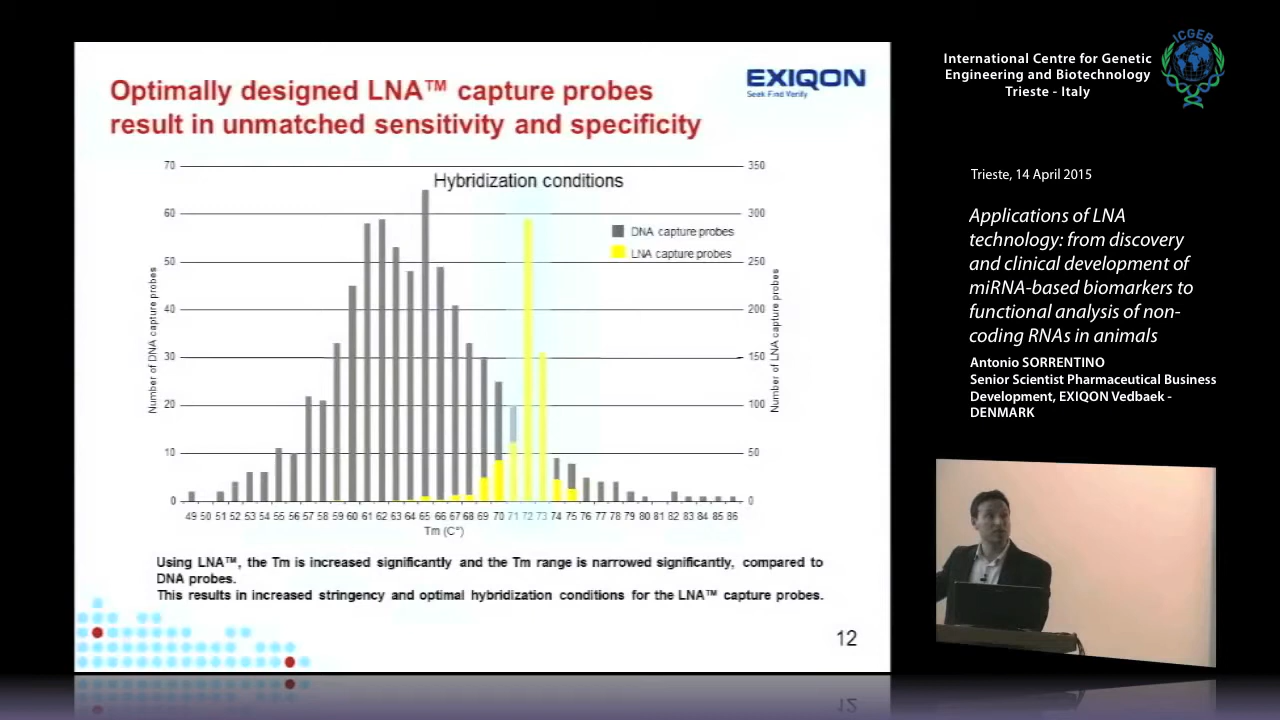 Optimally designed LNA™ capture probes
result in unmatched sensitivity and specificity
EXIQON
Seek Find Verify
Hybridization conditions
DNA capture probes
LNA capture probes
70
60
50
40
30
20
10
0
350
300
250
200
150
100
50
0
Number of DNA capture probes
Number of LNA capture probes
49 50 51 52 53 54 55 56 57 58 59 60 61 62 63 64 65 66 67 68 69 70 71 72 73 74 75 76 77 78 79 80 81 82 83 84 85 86
Tm (C°)
Using LNA™, the Tm is increased significantly and the Tm range is narrowed significantly, compared to
DNA probes.
This results in increased stringency and optimal hybridization conditions for the LNA™ capture probes.
12
International Centre for Genetic
Engineering and Biotechnology
Trieste - Italy
ICGEB
Trieste, 14 April 2015
Applications of LNA
technology: from discovery
and clinical development of
miRNA-based biomarkers to
functional analysis of non-
coding RNAs in animals
Antonio SORRENTINO
Senior Scientist Pharmaceutical Business
Development, EXIQON Vedbaek -
DENMARK